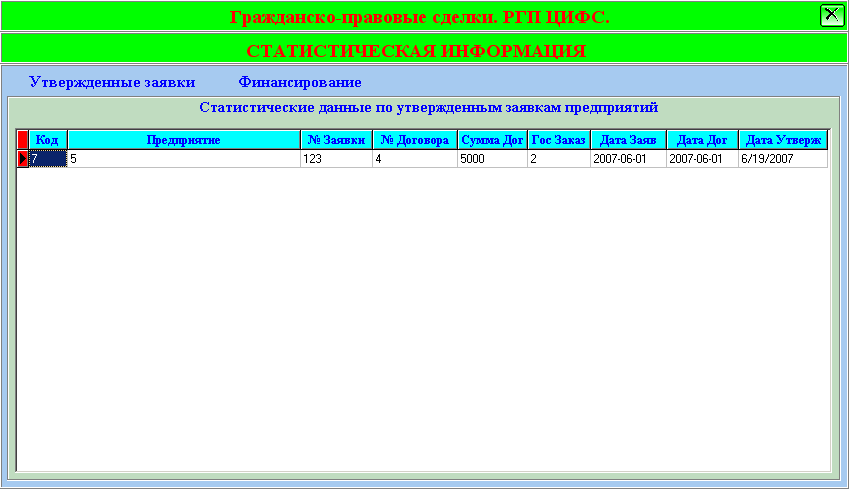 Гражданско-правовые сделки. РГП ЦИФС.
СТАТИСТИЧЕСКАЯ ИНФОРМАЦИЯ
Утвержденные заявки Финансирование
Статистические данные по утвержденным заявкам предприятий
Код Предприятие № Заявки № Договора Сумма Дог Гос Заказ Дата Заяв Дата Дог Дата Утверж
7 5 123 4 5000 2 2007-06-01 2007-06-01 6/19/2007